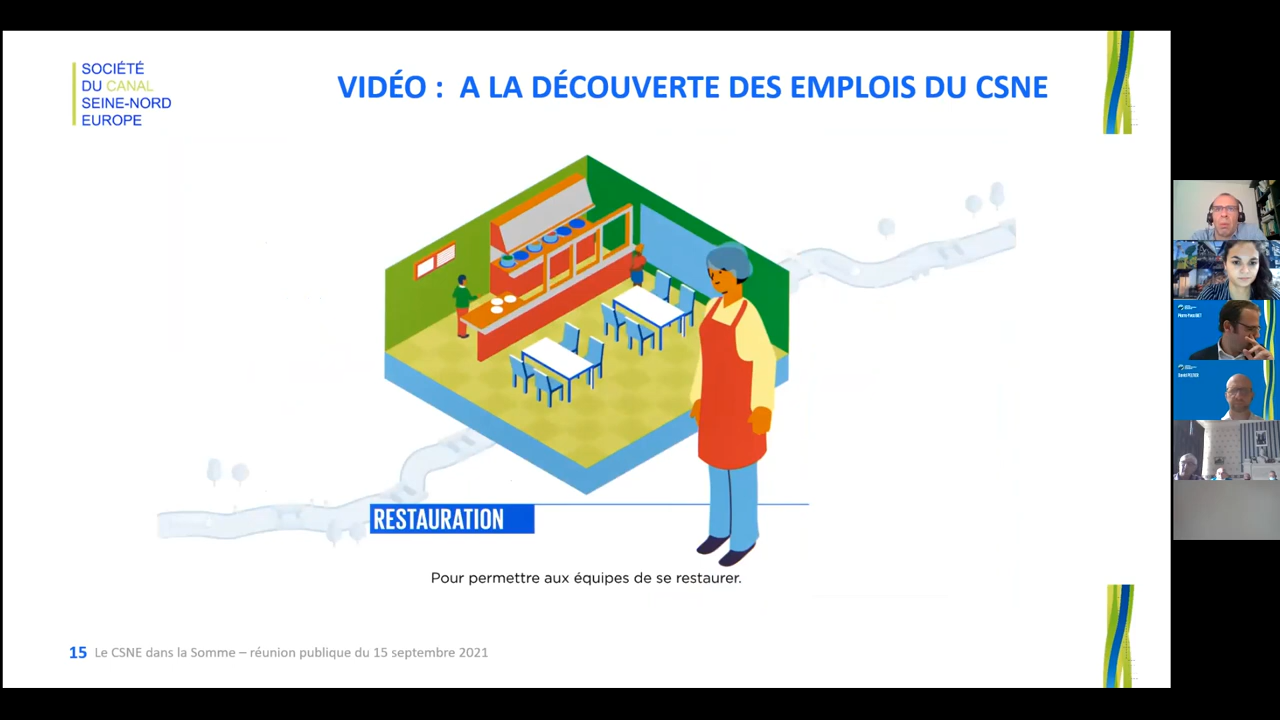 SOCIÉTÉ
DU CANAL
SEINE-NORD
EUROPE
VIDÉO : A LA DÉCOUVERTE DES EMPLOIS DU CSNE
RESTAURATION
Pour permettre aux équipes de se restaurer.
15 Le CSNE dans la Somme – réunion publique du 15 septembre 2021